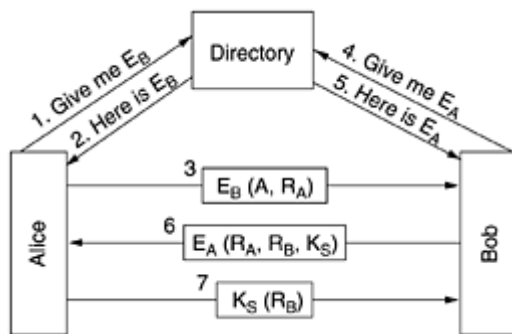 Directory
1. Give me E_B
2. Here is E_B
4. Give me E_A
5. Here is E_A
Alice
3
E_B (A, R_A)
6
E_A (R_A, R_B, K_S)
7
K_S (R_B)
Bob